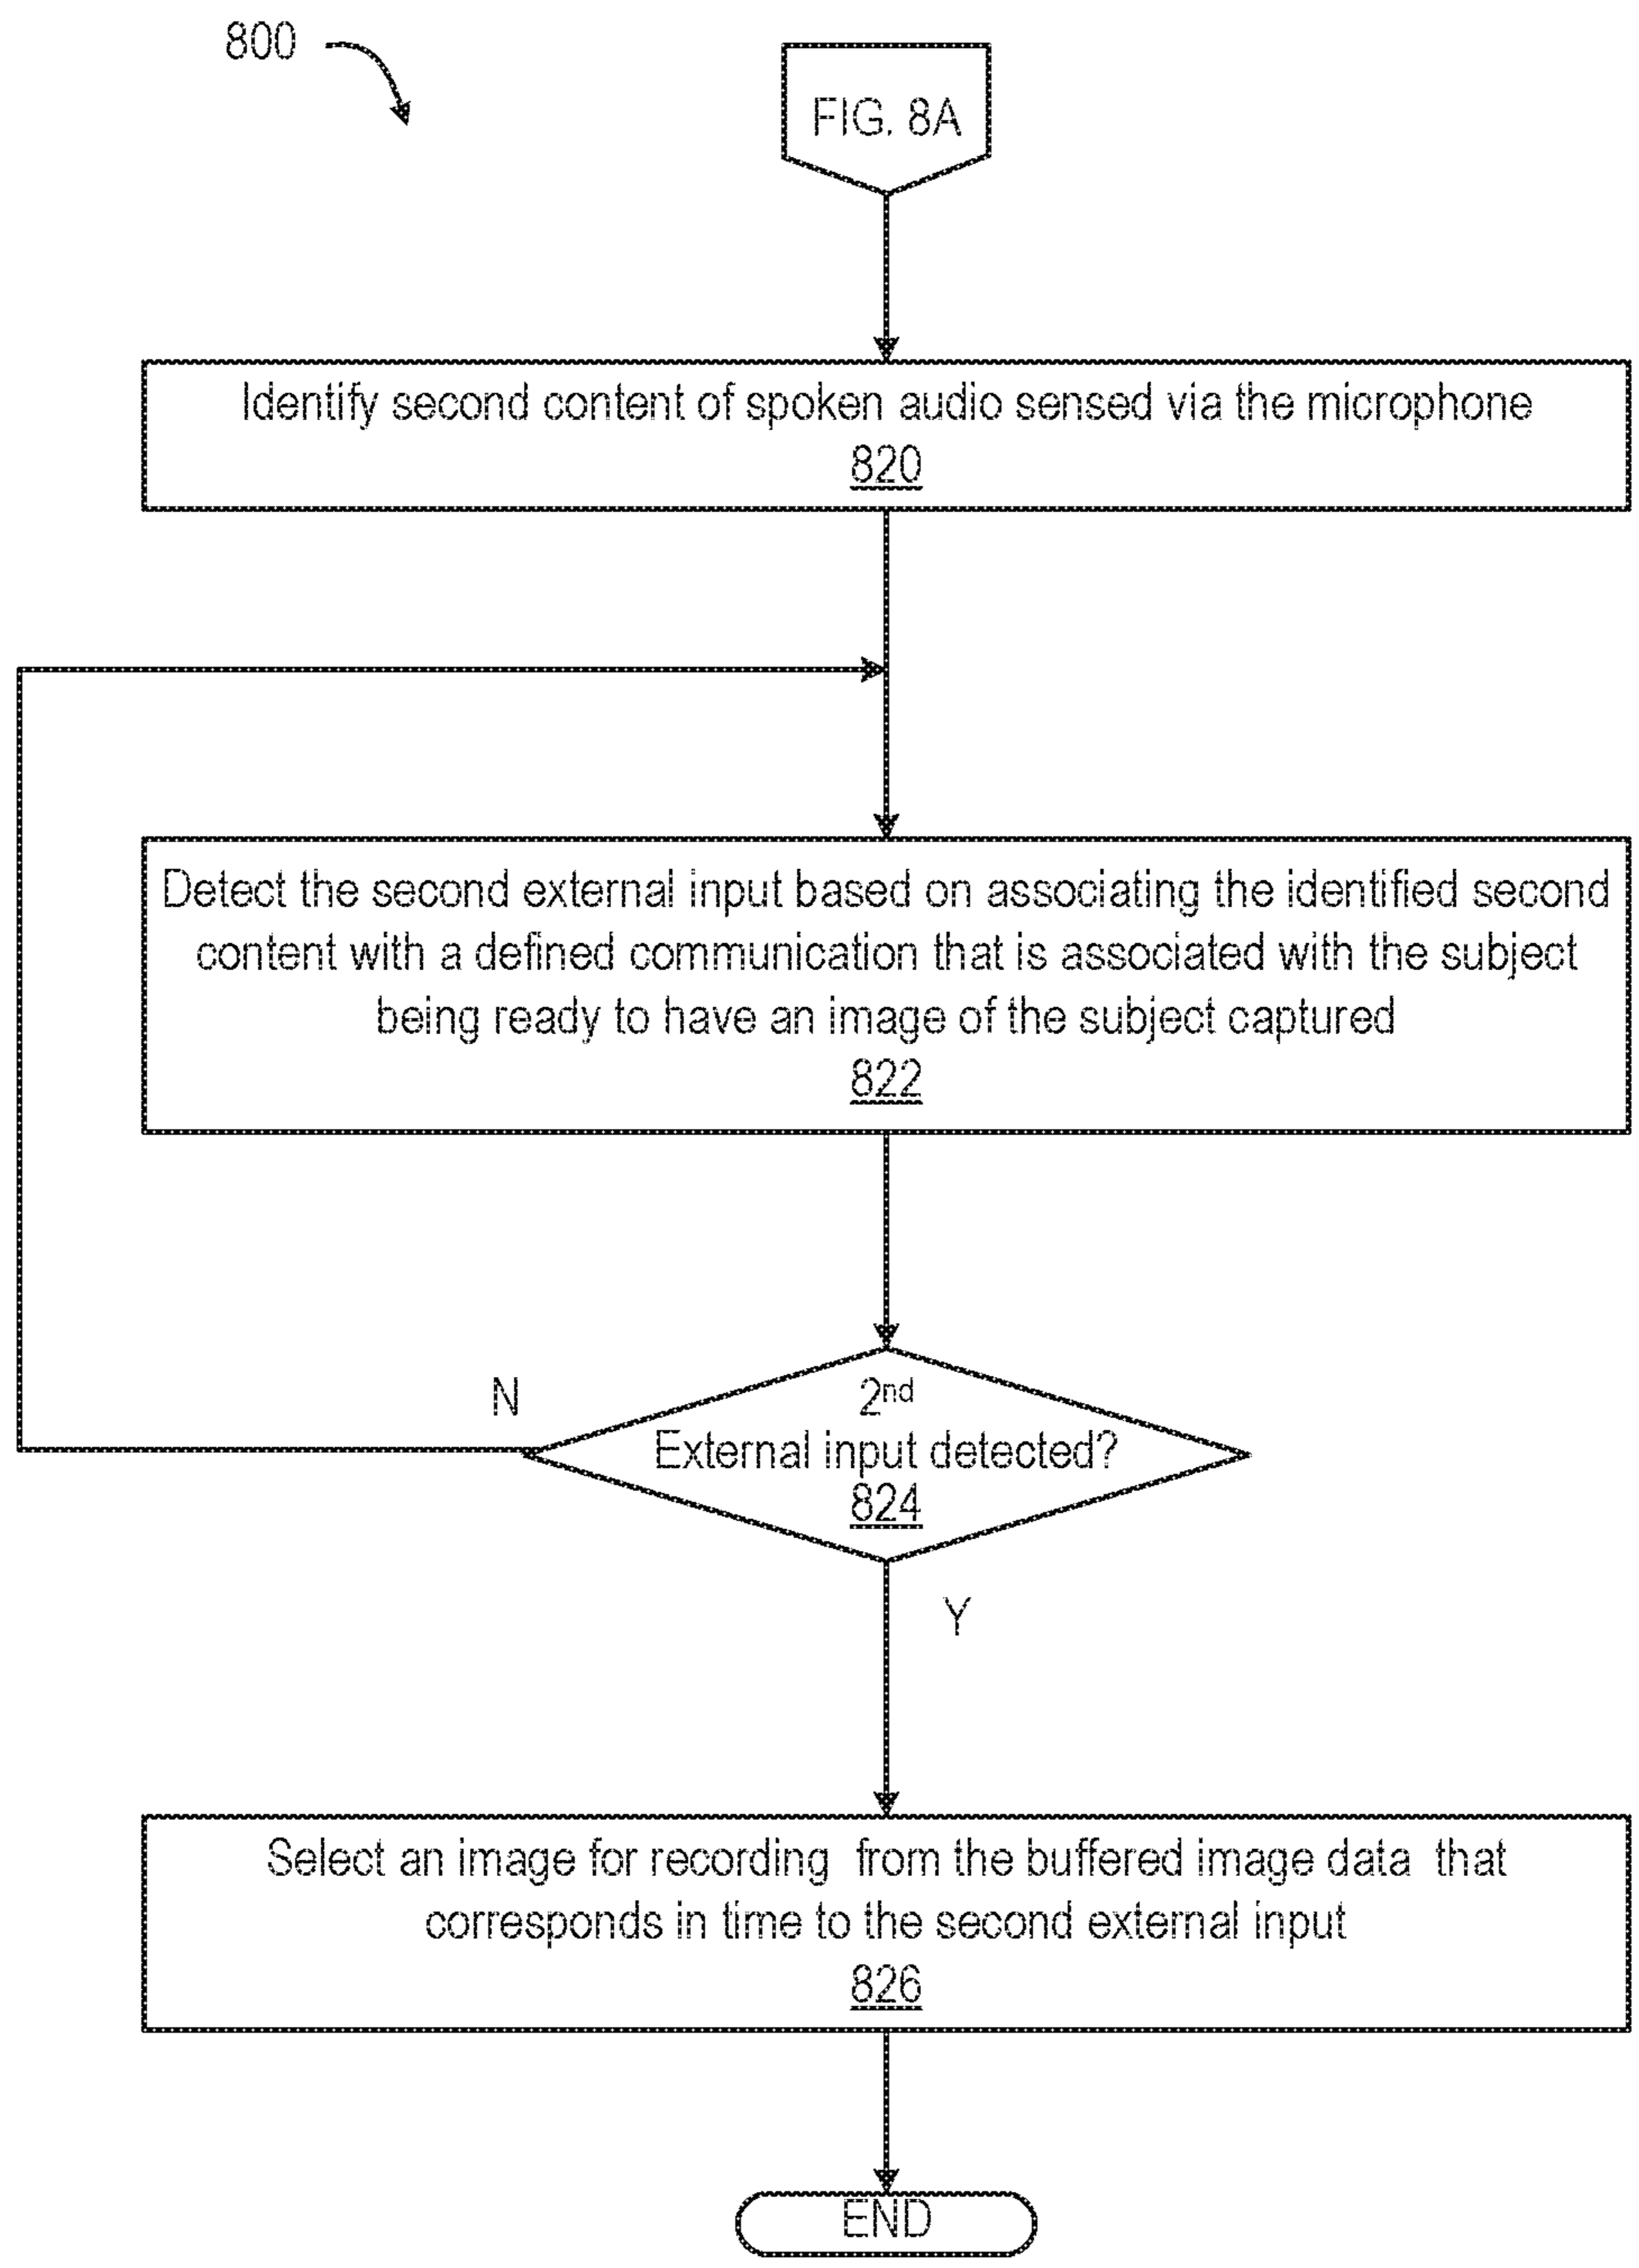 800
FIG. 8A
Identify second content of spoken audio sensed via the microphone
820
Detect the second external input based on associating the identified second
content with a defined communication that is associated with the subject
being ready to have an image of the subject captured
822
N
2nd
External input detected?
824
Y
Select an image for recording from the buffered image data that
corresponds in time to the second external input
826
END